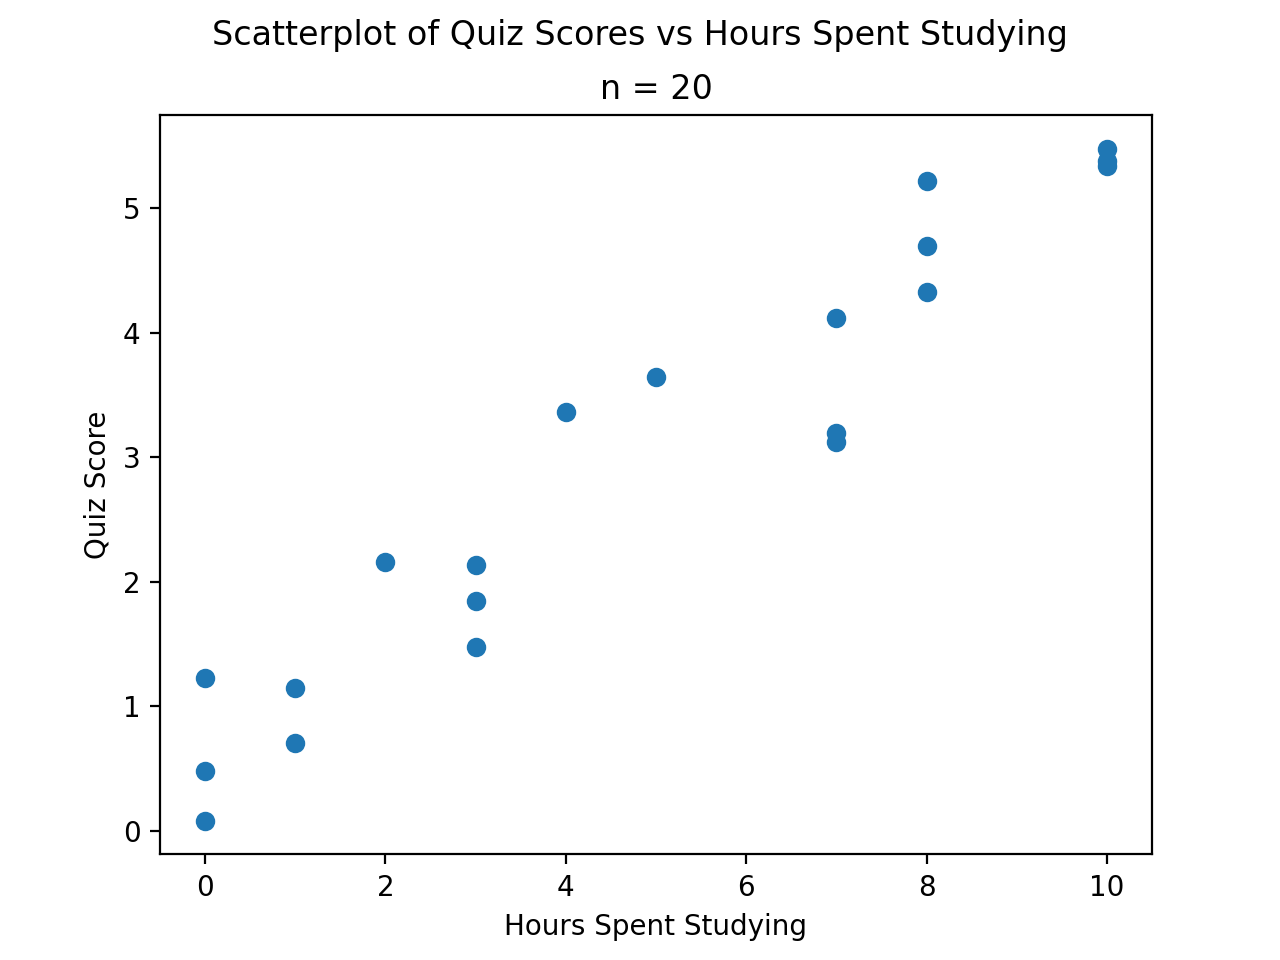 Scatterplot of Quiz Scores vs Hours Spent Studying
n = 20
5
4
3
2
1
0
Quiz Score
0 2 4 6 8 10
Hours Spent Studying